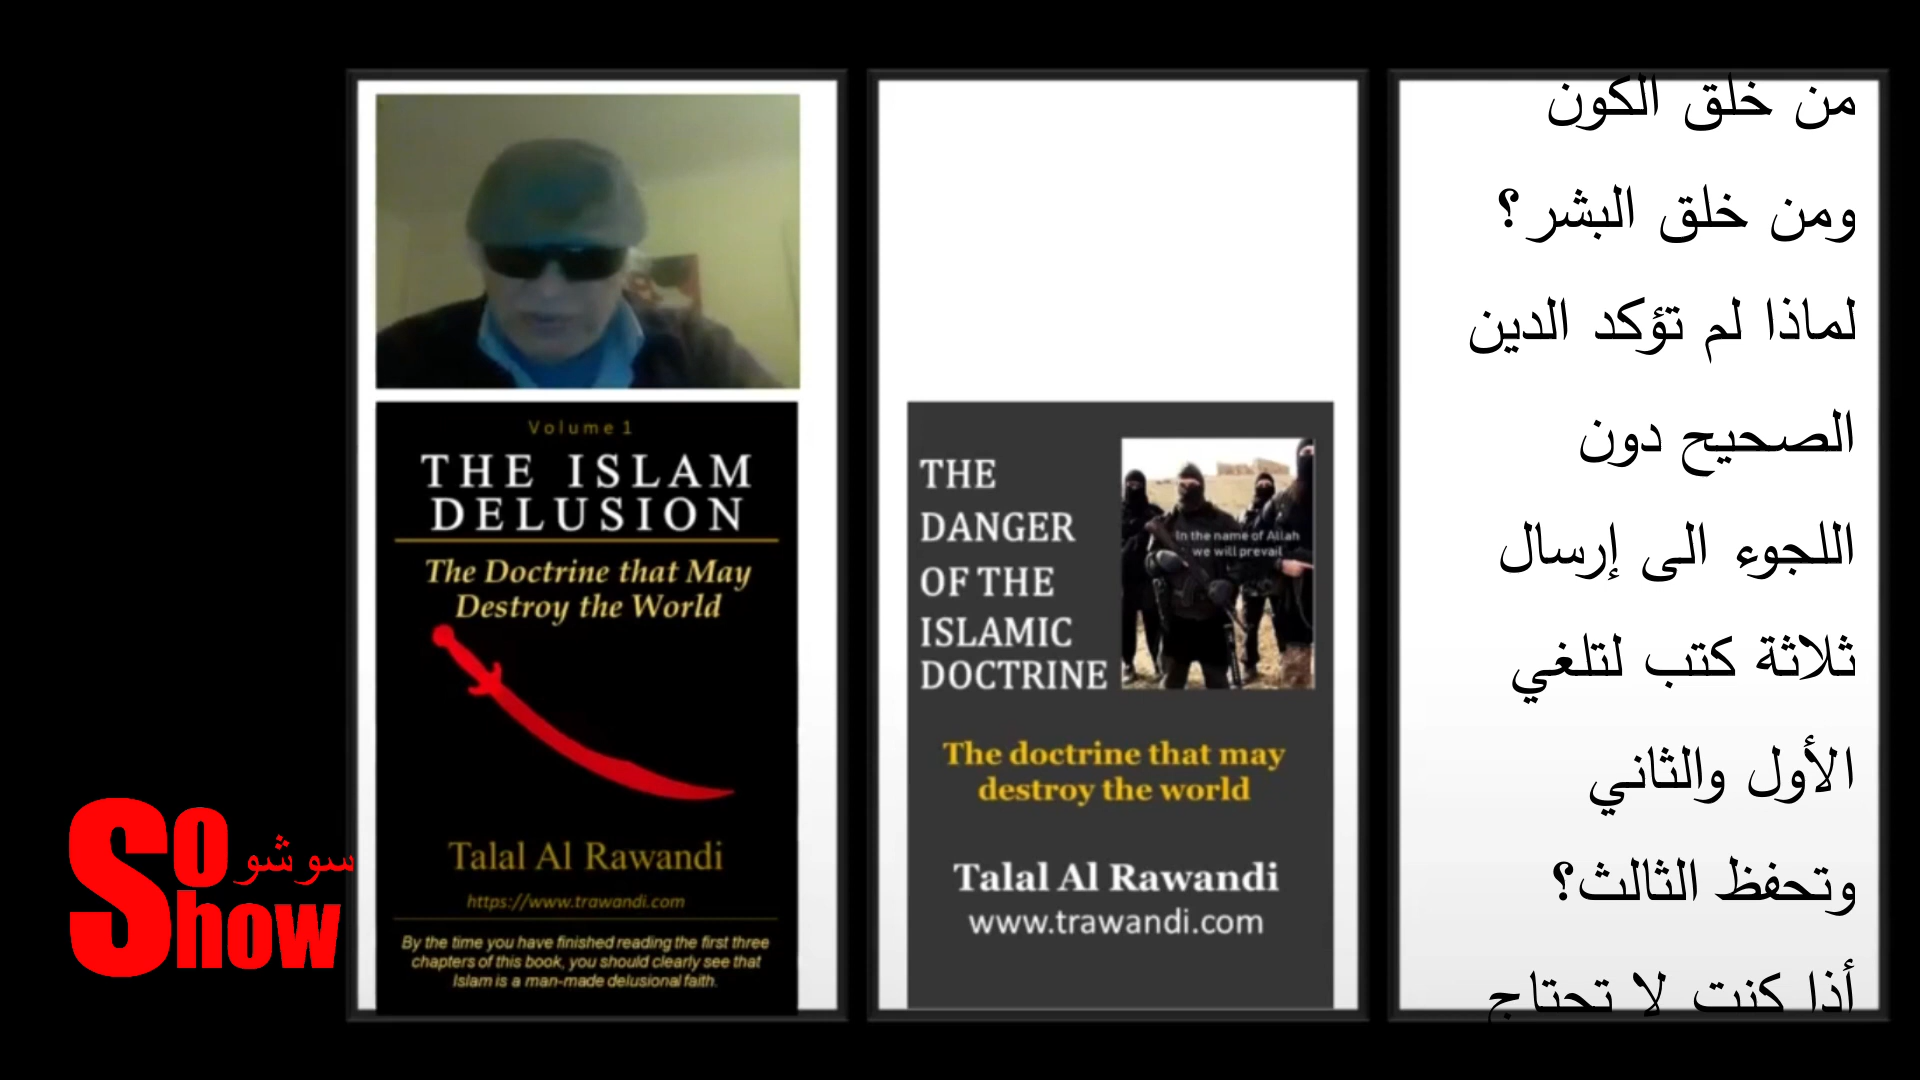 Volume 1
THE ISLAM
DELUSION
The Doctrine that May
Destroy the World
Talal Al Rawandi
https://www.trawandi.com
By the time you have finished reading the first three
chapters of this book, you should clearly see that
Islam is a man-made delusional faith.
THE
DANGER
OF THE
ISLAMIC
DOCTRINE
In the name of Allah
we will prevail
The doctrine that may
destroy the world
Talal Al Rawandi
www.trawandi.com
من خلق الكون
ومن خلق البشر؟
لماذا لم تؤكد الدين
الصحيح دون
اللجوء الى إرسال
ثلاثة كتب لتلغي
الأول والثاني
وتحفظ الثالث؟
أذا كنت لا تحتاج
So
سو شو
Show